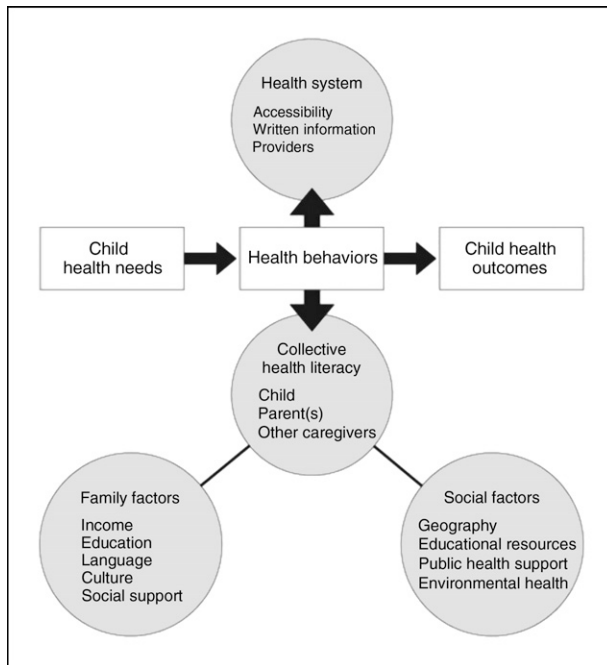 Health system
Accessibility
Written information
Providers
Child
health needs
Health behaviors
Child health
outcomes
Collective
health literacy
Child
Parent(s)
Other caregivers
Family factors
Income
Education
Language
Culture
Social support
Social factors
Geography
Educational resources
Public health support
Environmental health